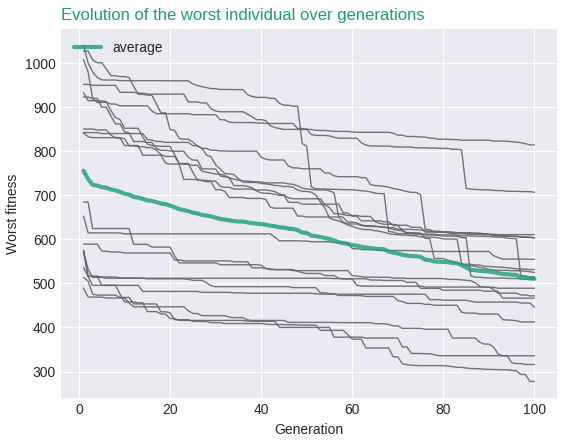 Evolution of the worst individual over generations
average
1000
900
800
700
600
500
400
300
Worst fitness
0 20 40 60 80 100
Generation